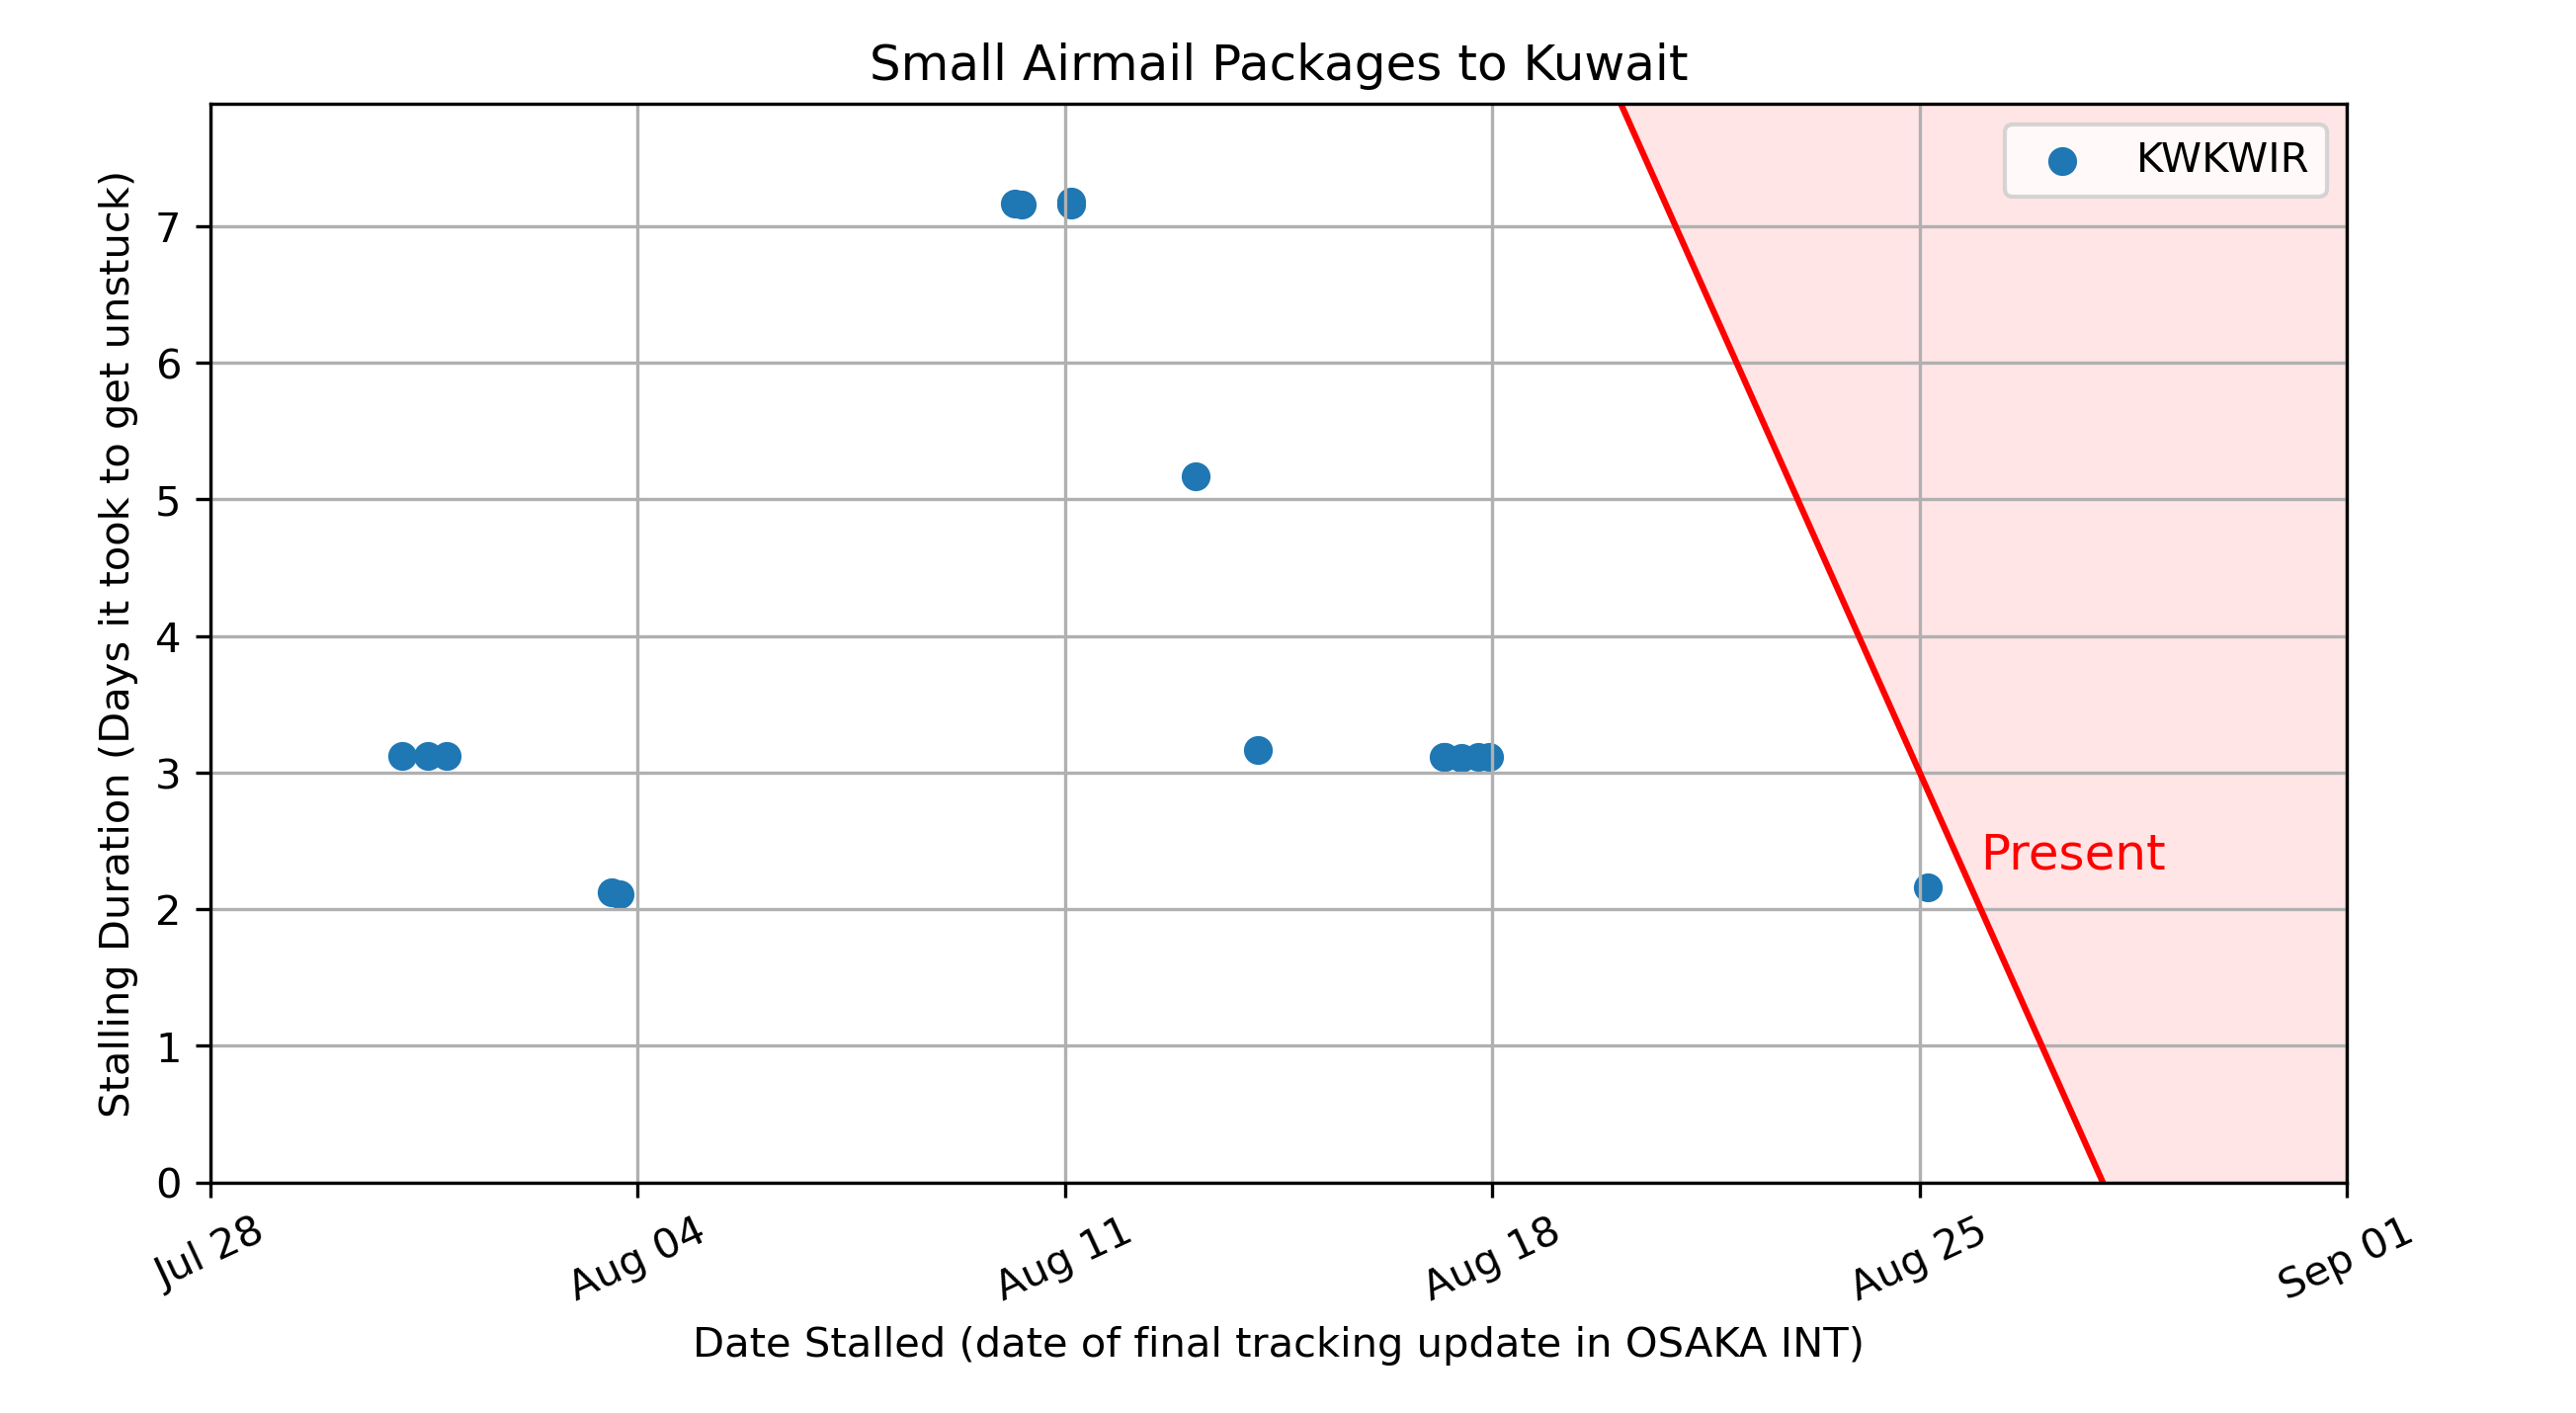 Small Airmail Packages to Kuwait
KWKWIR
Stalling Duration (Days it took to get unstuck)
7
6
5
4
3
2
1
0
Present
Jul 28
Aug 04
Aug 11
Aug 18
Aug 25
Sep 01
Date Stalled (date of final tracking update in OSAKA INT)